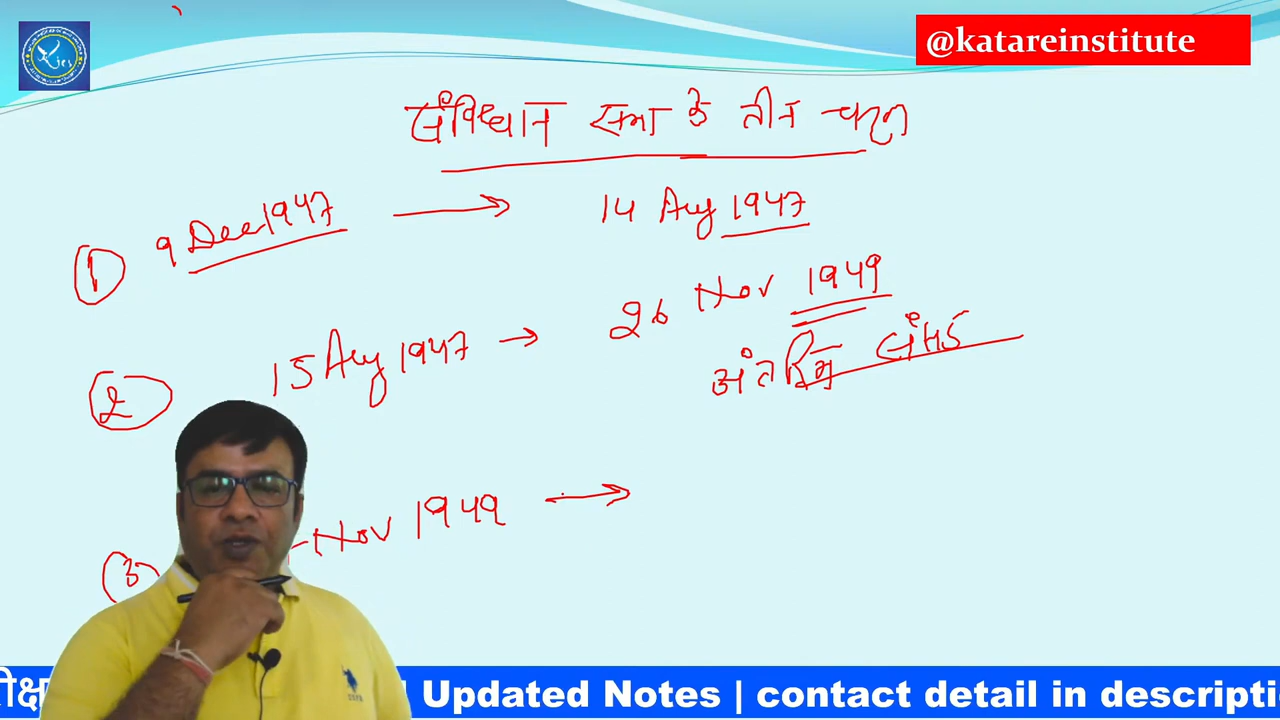 @katareinstitute
संविधान सभा के तीन चरण
① 9 Dec 1947 → 14 Aug 1947
② 15 Aug 1947 → 26 Nov 1949
अंतरिम संसद
③ Nov 1949 →
Updated Notes | contact detail in descripti